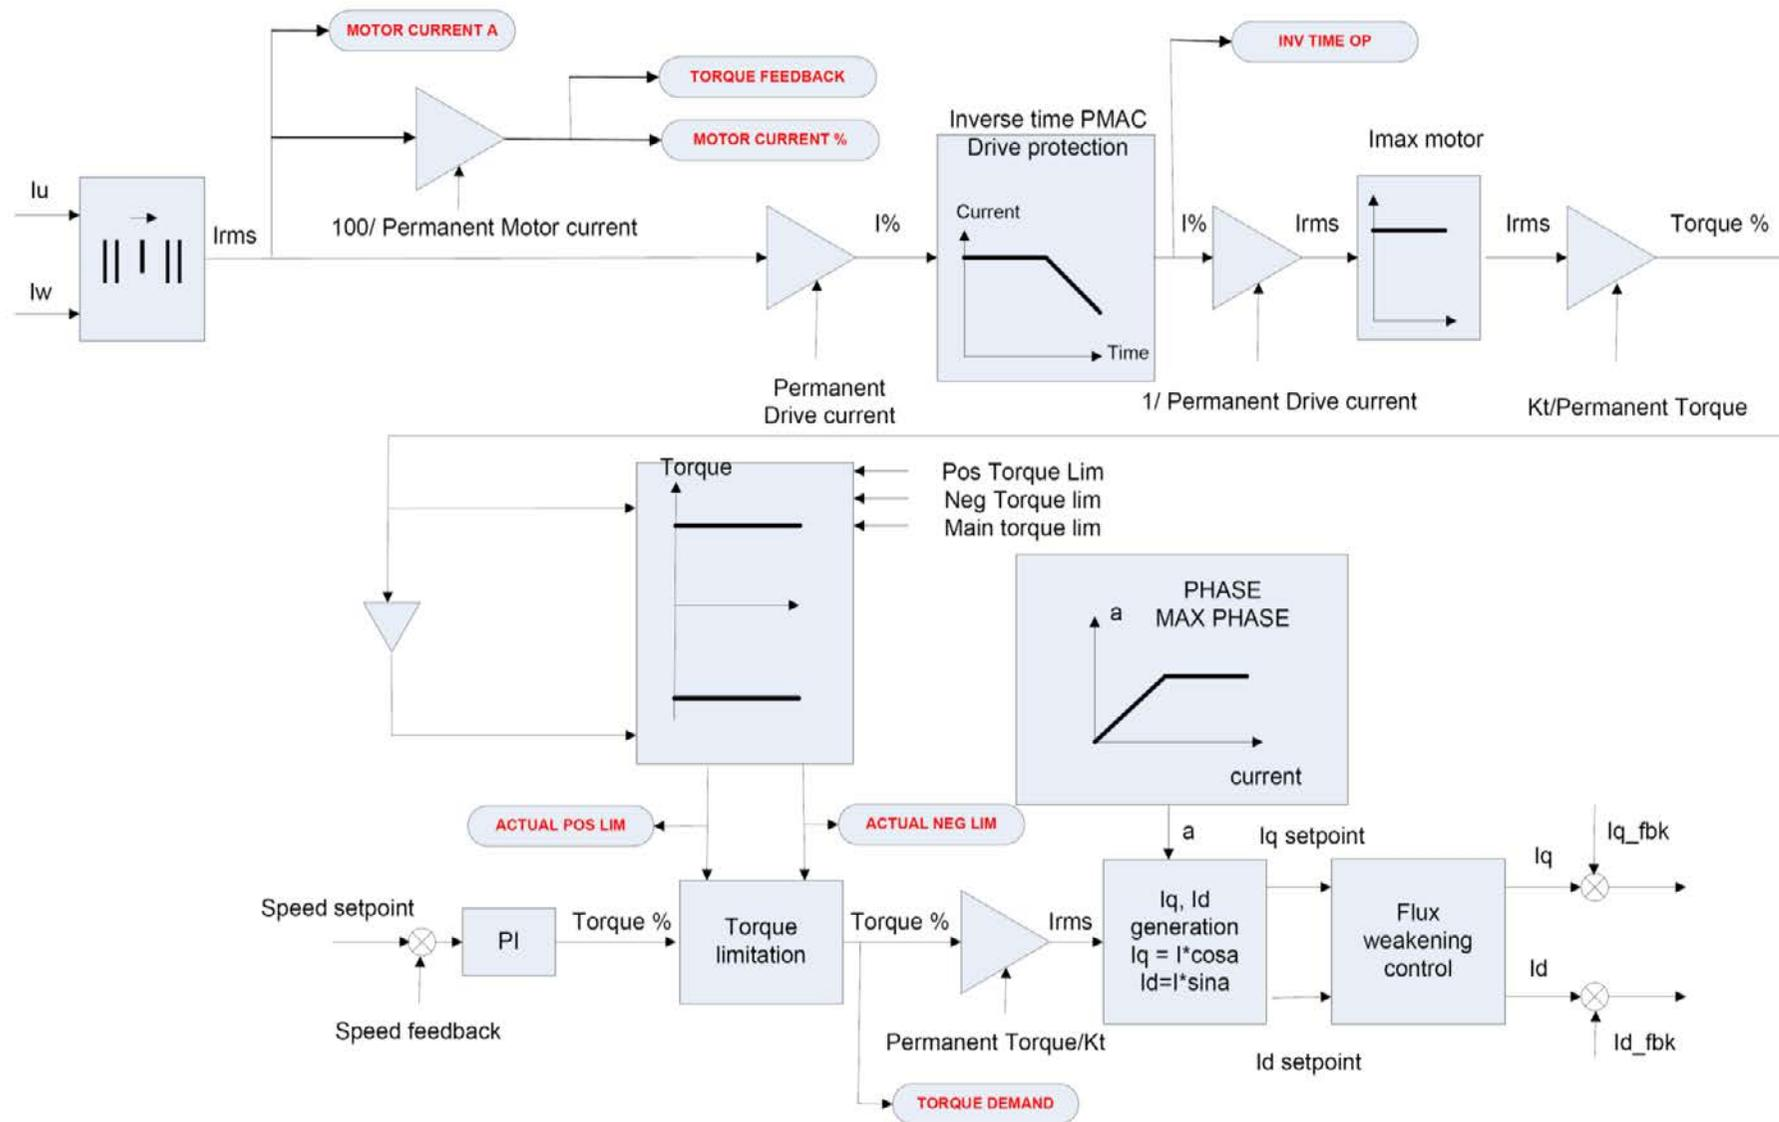 MOTOR CURRENT A
INV TIME OP
TORQUE FEEDBACK
MOTOR CURRENT %
Inverse time PMAC
Drive protection
Imax motor
Iu
Iw
Irms
100/ Permanent Motor current
I%
Current
Time
I%
Irms
Irms
Torque %
Permanent
Drive current
1/ Permanent Drive current
Kt/Permanent Torque
Torque
Pos Torque Lim
Neg Torque lim
Main torque lim
PHASE
MAX PHASE
a
current
ACTUAL POS LIM
ACTUAL NEG LIM
a
Iq setpoint
Iq_fbk
Iq
Speed setpoint
PI
Torque %
Torque
limitation
Torque %
Irms
Iq, Id
generation
Iq = I*cosa
Id=I*sina
Flux
weakening
control
Id
Speed feedback
Permanent Torque/Kt
Id setpoint
Id_fbk
TORQUE DEMAND